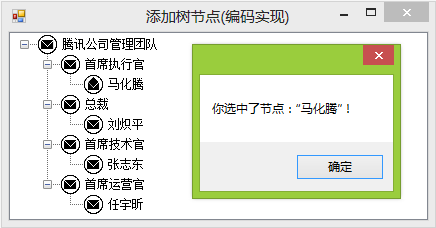 添加树节点(编码实现)
腾讯公司管理团队
首席执行官
马化腾
总裁
刘炽平
首席技术官
张志东
首席运营官
任宇昕
你选中了节点：“马化腾”！
确定